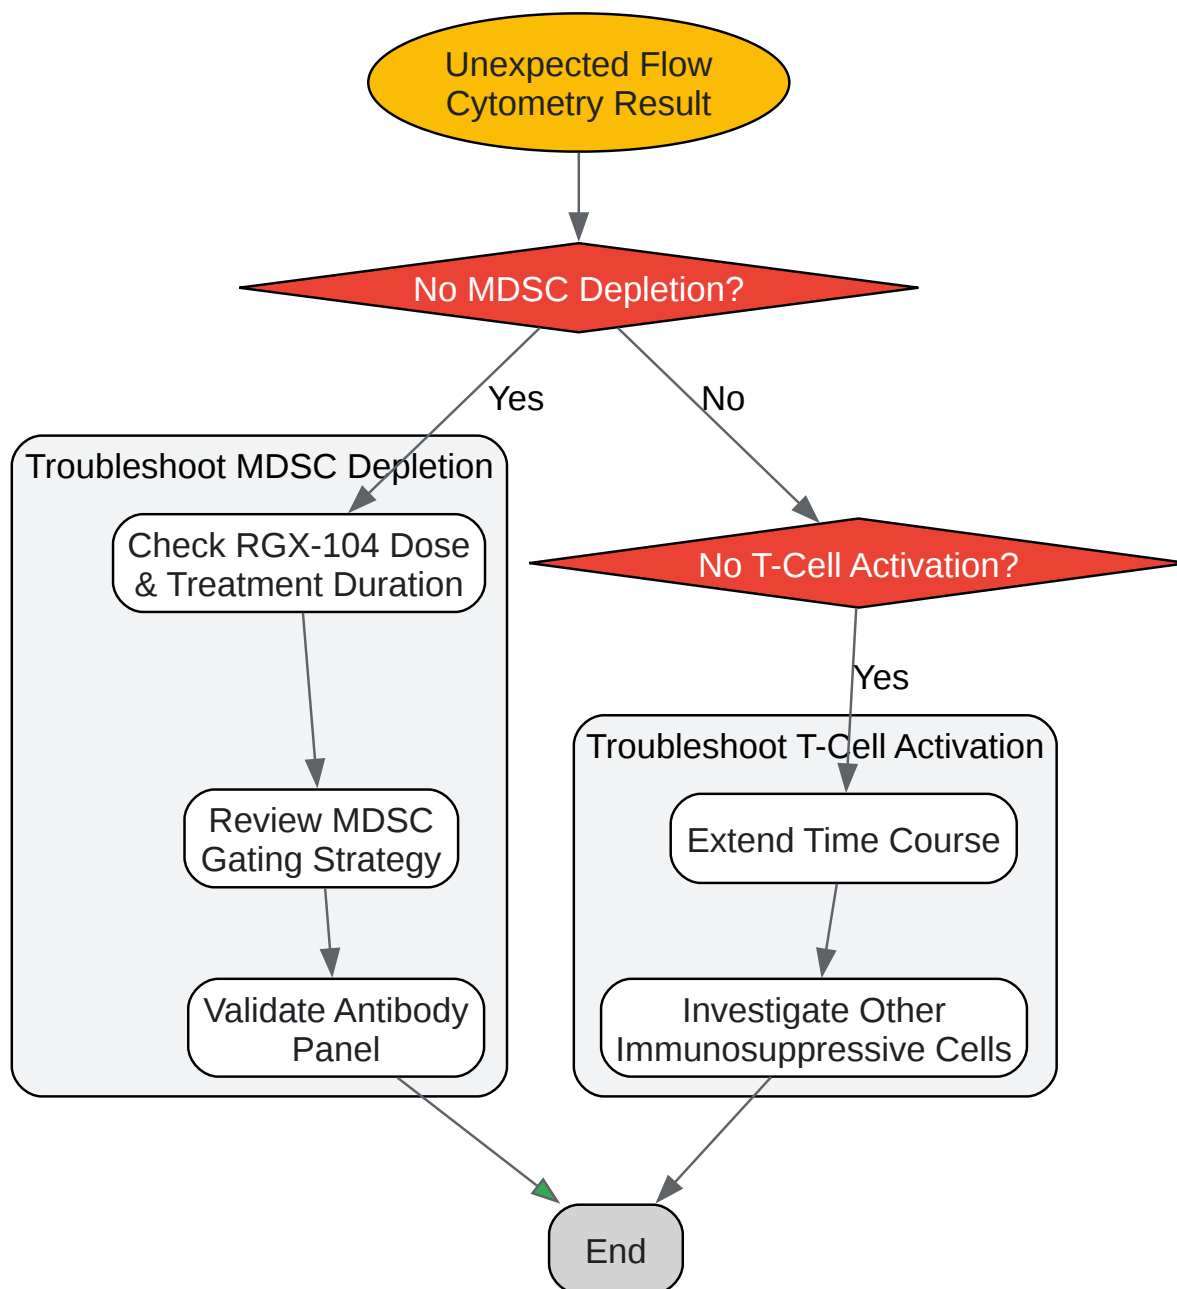 Unexpected Flow
Cytometry Result
No MDSC Depletion?
Yes
No
Troubleshoot MDSC Depletion
Check RGX-104 Dose
& Treatment Duration
Review MDSC
Gating Strategy
Validate Antibody
Panel
No T-Cell Activation?
Yes
Troubleshoot T-Cell Activation
Extend Time Course
Investigate Other
Immunosuppressive Cells
End